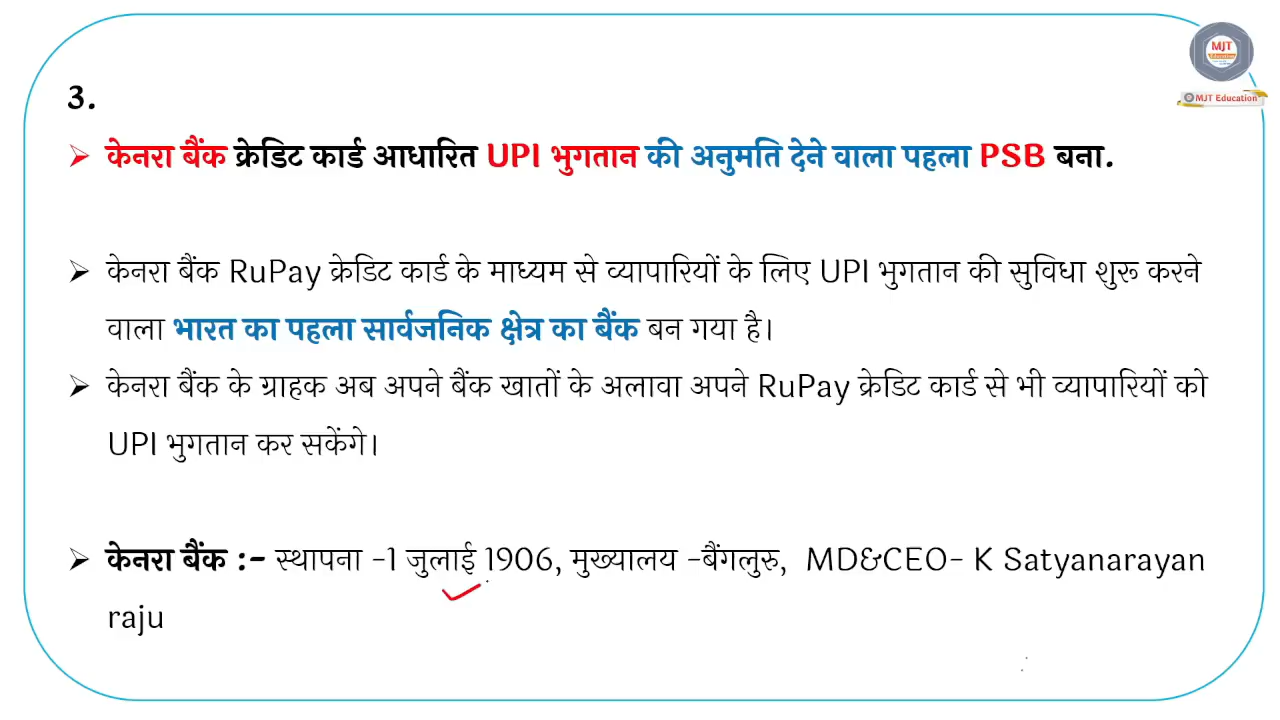 MJT
Education
MJT Education
3.
➢ केनरा बैंक क्रेडिट कार्ड आधारित UPI भुगतान की अनुमति देने वाला पहला PSB बना.
➢ केनरा बैंक RuPay क्रेडिट कार्ड के माध्यम से व्यापारियों के लिए UPI भुगतान की सुविधा शुरू करने
वाला भारत का पहला सार्वजनिक क्षेत्र का बैंक बन गया है।
➢ केनरा बैंक के ग्राहक अब अपने बैंक खातों के अलावा अपने RuPay क्रेडिट कार्ड से भी व्यापारियों को
UPI भुगतान कर सकेंगे।
➢ केनरा बैंक :- स्थापना -1 जुलाई 1906, मुख्यालय -बैंगलुरु, MD&CEO- K Satyanarayan
raju